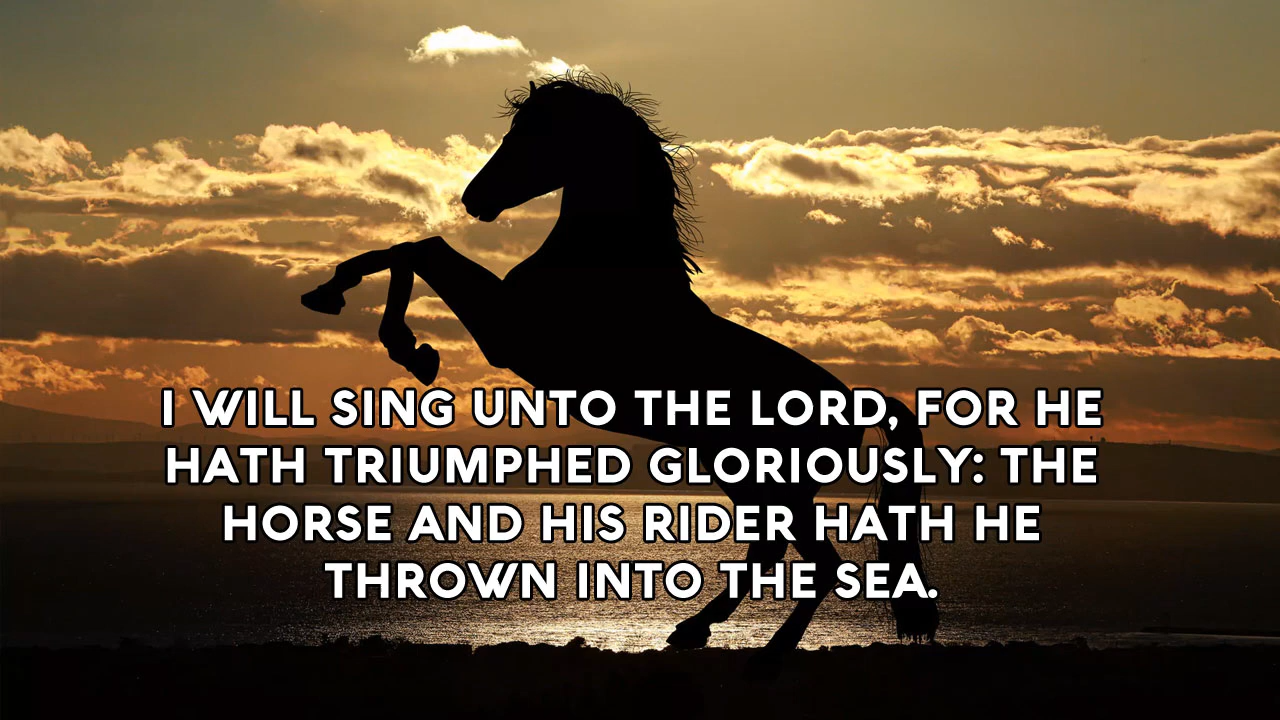 I WILL SING UNTO THE LORD, FOR HE
HATH TRIUMPHED GLORIOUSLY: THE
HORSE AND HIS RIDER HATH HE
THROWN INTO THE SEA.